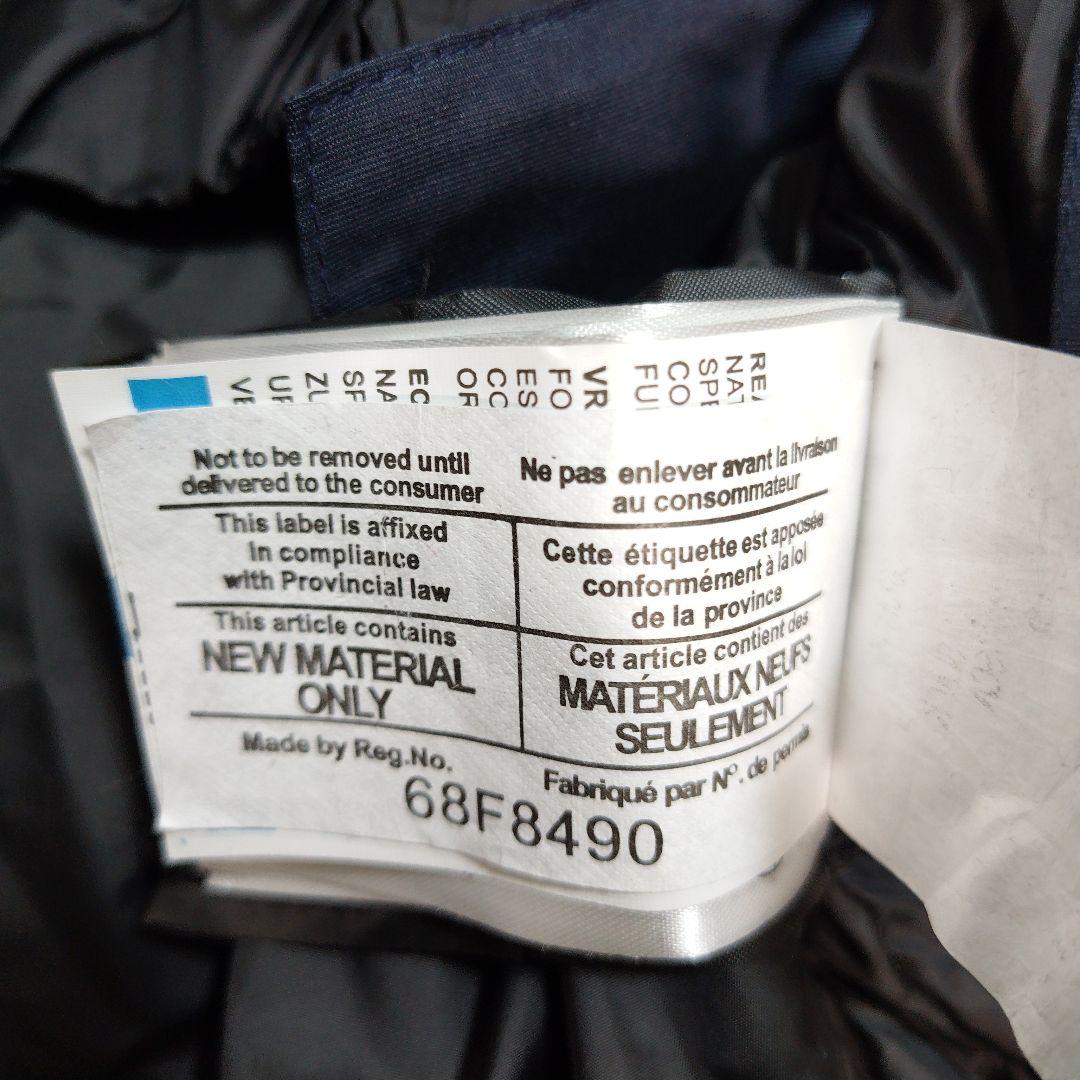 VR
EC
Not to be removed until
delivered to the consumer
Ne pas enlever avant la livraison
au consommateur
This label is affixed
in compliance
with Provincial law
Cette étiquette est apposée
conformément à la loi
de la province
This article contains
NEW MATERIAL
ONLY
Cet article contient des
MATÉRIAUX NEUFS
SEULEMENT
Made by Reg.No.
Fabriqué par Nº. de permis
68F8490